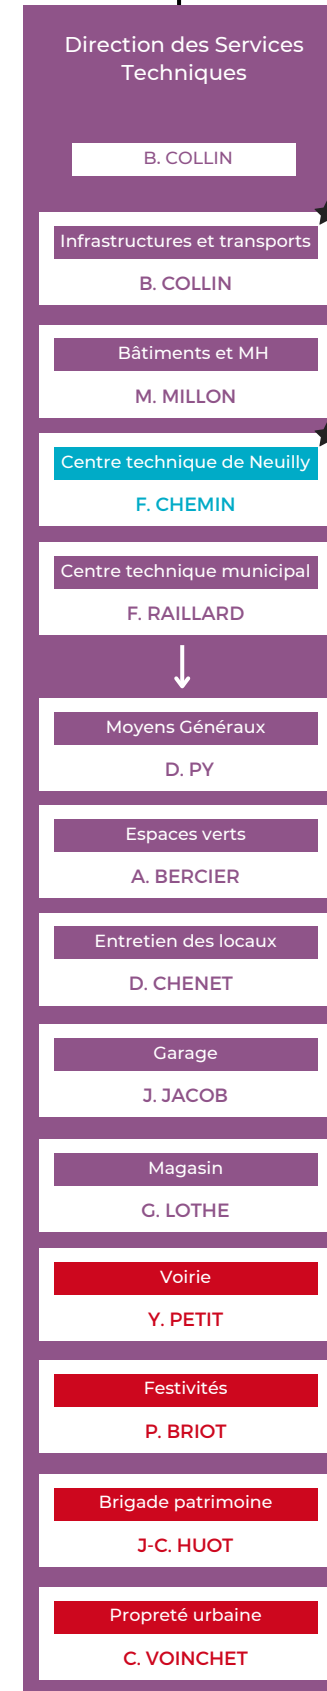 Direction des Services
Techniques
B. COLLIN
Infrastructures et transports
B. COLLIN
Bâtiments et MH
M. MILLON
Centre technique de Neuilly
F. CHEMIN
Centre technique municipal
F. RAILLARD
Moyens Généraux
D. PY
Espaces verts
A. BERCIER
Entretien des locaux
D. CHENET
Garage
J. JACOB
Magasin
G. LOTHE
Voirie
Y. PETIT
Festivités
P. BRIOT
Brigade patrimoine
J-C. HUOT
Propreté urbaine
C. VOINCHET